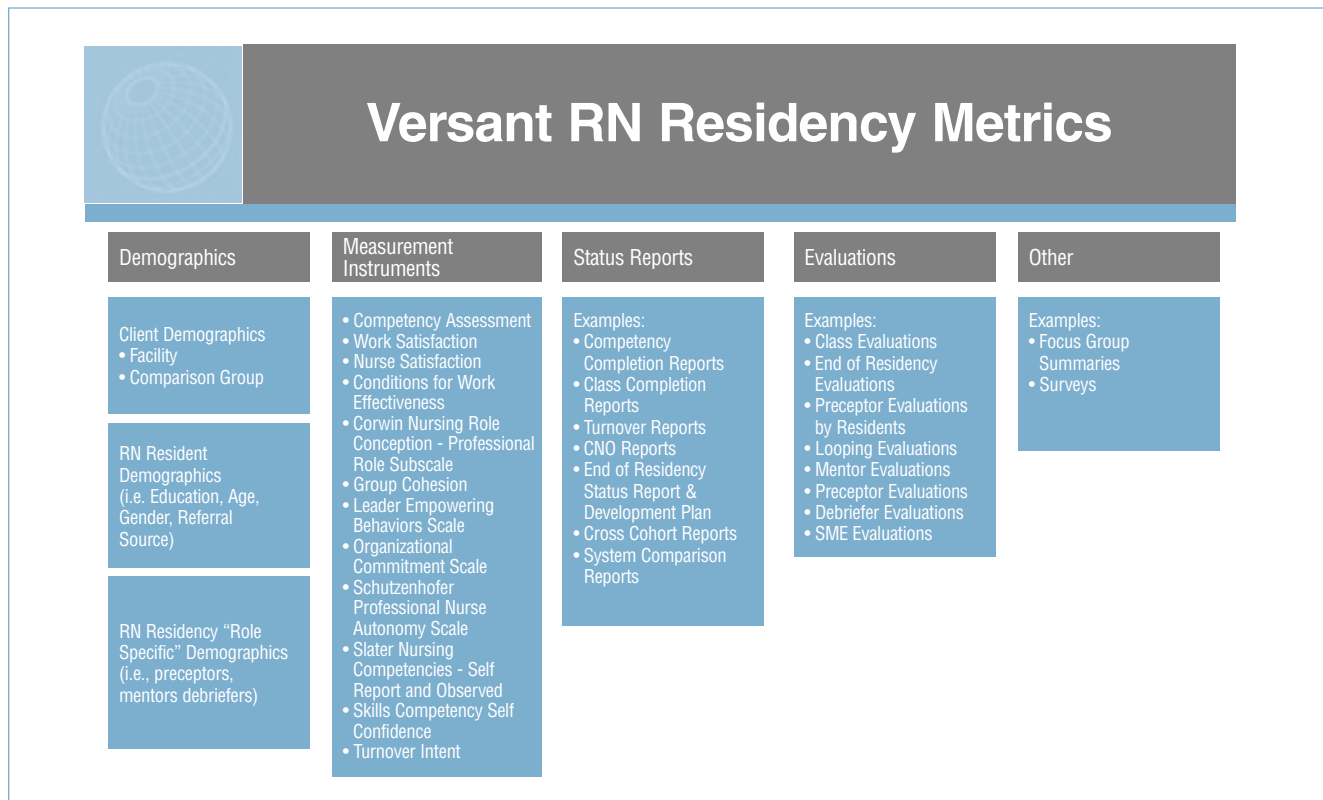 Versant RN Residency Metrics
Demographics
Client Demographics
• Facility
• Comparison Group
RN Resident
Demographics
(i.e. Education, Age,
Gender, Referral
Source)
RN Residency “Role
Specific” Demographics
(i.e., preceptors,
mentors debriefers)
Measurement
Instruments
• Competency Assessment
• Work Satisfaction
• Nurse Satisfaction
• Conditions for Work
Effectiveness
• Corwin Nursing Role
Conception - Professional
Role Subscale
• Group Cohesion
• Leader Empowering
Behaviors Scale
• Organizational
Commitment Scale
• Schutzenhofer
Professional Nurse
Autonomy Scale
• Slater Nursing
Competencies - Self
Report and Observed
• Skills Competency Self
Confidence
• Turnover Intent
Status Reports
Examples:
• Competency
Completion Reports
• Class Completion
Reports
• Turnover Reports
• CNO Reports
• End of Residency
Status Report &
Development Plan
• Cross Cohort Reports
• System Comparison
Reports
Evaluations
Examples:
• Class Evaluations
• End of Residency
Evaluations
• Preceptor Evaluations
by Residents
• Looping Evaluations
• Mentor Evaluations
• Preceptor Evaluations
• Debriefer Evaluations
• SME Evaluations
Other
Examples:
• Focus Group
Summaries
• Surveys